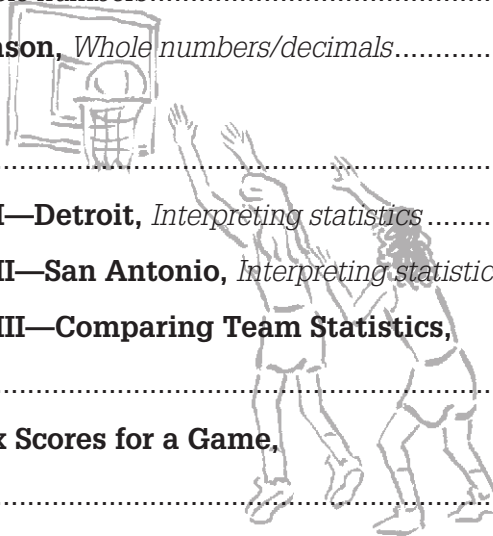 ason, Whole numbers/decimals..............
................................................................
I—Detroit, Interpreting statistics.........
II—San Antonio, Interpreting statistic
III—Comparing Team Statistics,
................................................................
x Scores for a Game,
................................................................